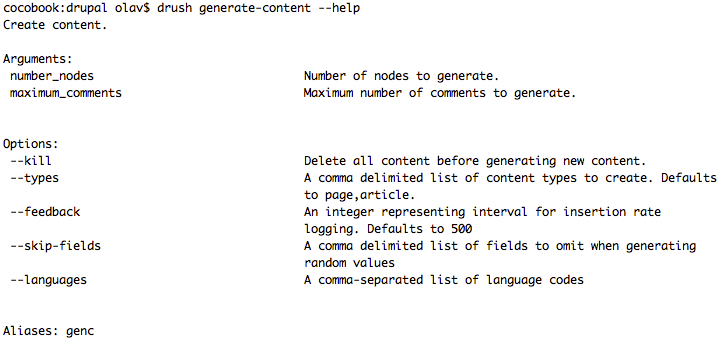 cocobook:drupal olav$ drush generate-content --help
Create content.
Arguments:
number_nodes Number of nodes to generate.
maximum_comments Maximum number of comments to generate.
Options:
--kill Delete all content before generating new content.
--types A comma delimited list of content types to create. Defaults
to page,article.
--feedback An integer representing interval for insertion rate
logging. Defaults to 500
--skip-fields A comma delimited list of fields to omit when generating
random values
--languages A comma-separated list of language codes
Aliases: genc